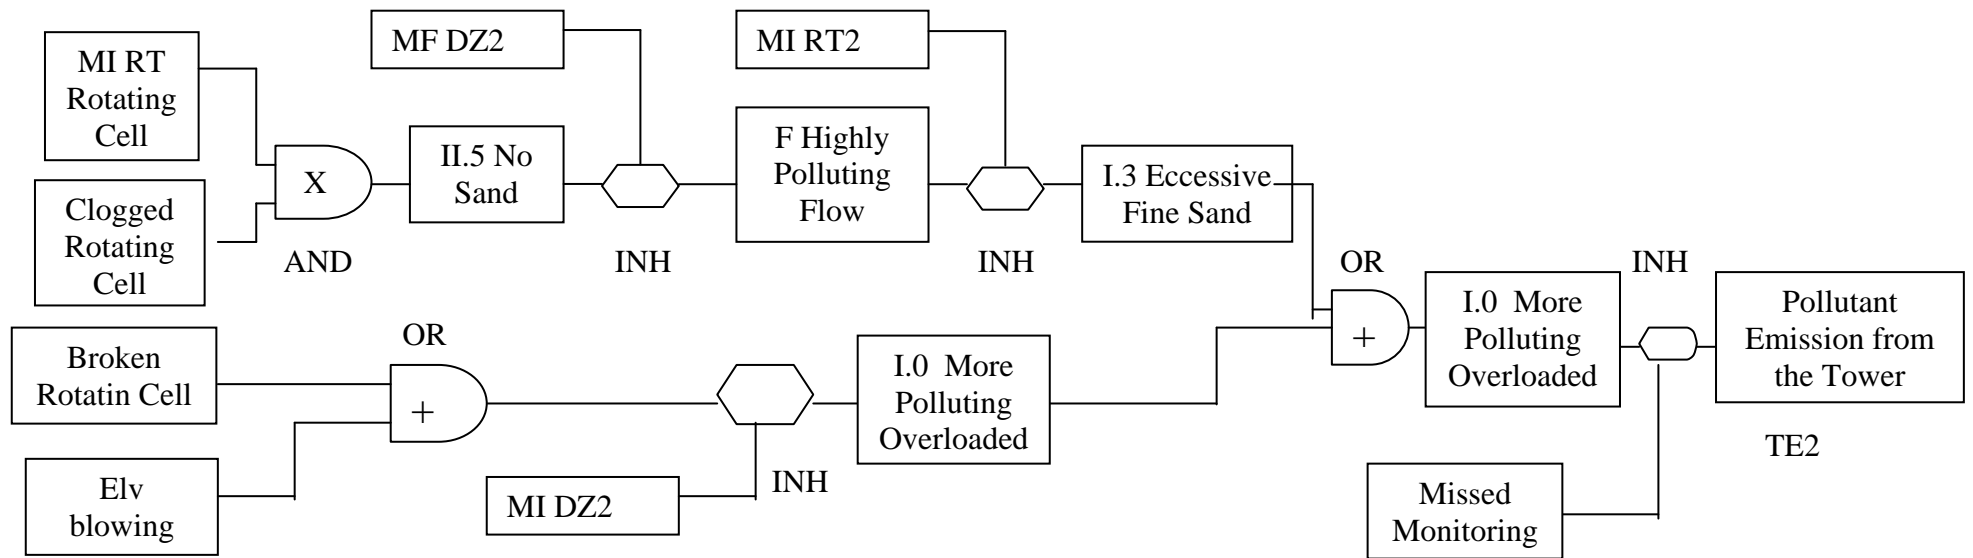 MI RT
Rotating
Cell
MF DZ2
MI RT2
Clogged
Rotating
Cell
X
AND
II.5 No
Sand
INH
F Highly
Polluting
Flow
INH
I.3 Eccessive
Fine Sand
OR
+
I.0 More
Polluting
Overloaded
INH
Pollutant
Emission from
the Tower
TE2
Broken
Rotatin Cell
OR
+
Elv
blowing
MI DZ2
INH
I.0 More
Polluting
Overloaded
Missed
Monitoring